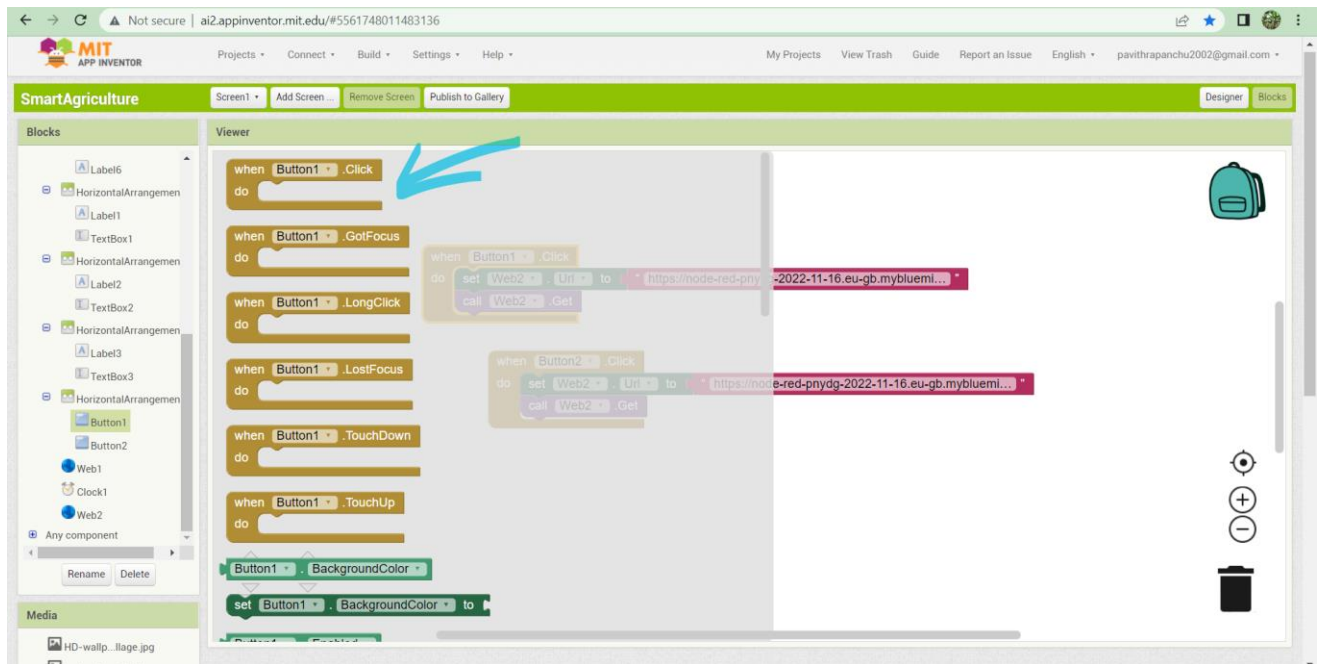 Not secure | ai2.appinventor.mit.edu/#5561748011483136
MIT APP INVENTOR
Projects Connect Build Settings Help My Projects View Trash Guide Report an Issue English pavithrapanchu2002@gmail.com
SmartAgriculture Screen1 Add Screen ... Remove Screen Publish to Gallery Designer Blocks
Blocks
Label6
HorizontalArrangemen
Label1
TextBox1
HorizontalArrangemen
Label2
TextBox2
HorizontalArrangemen
Label3
TextBox3
HorizontalArrangemen
Button1
Button2
Web1
Clock1
Web2
Any component
Rename Delete
Media
HD-wallp...llage.jpg
Viewer
when Button1 .Click
do
when Button1 .GotFocus
do
when Button1 .LongClick
do
when Button1 .LostFocus
do
when Button1 .TouchDown
do
when Button1 .TouchUp
do
Button1 . BackgroundColor
set Button1 . BackgroundColor to
Button1 . Enabled
when Button1 .Click
do set Web2 . Url to " https://node-red-pnydg-2022-11-16.eu-gb.mybluemi... "
call Web2 .Get
when Button2 .Click
do set Web2 . Url to " https://node-red-pnydg-2022-11-16.eu-gb.mybluemi... "
call Web2 .Get